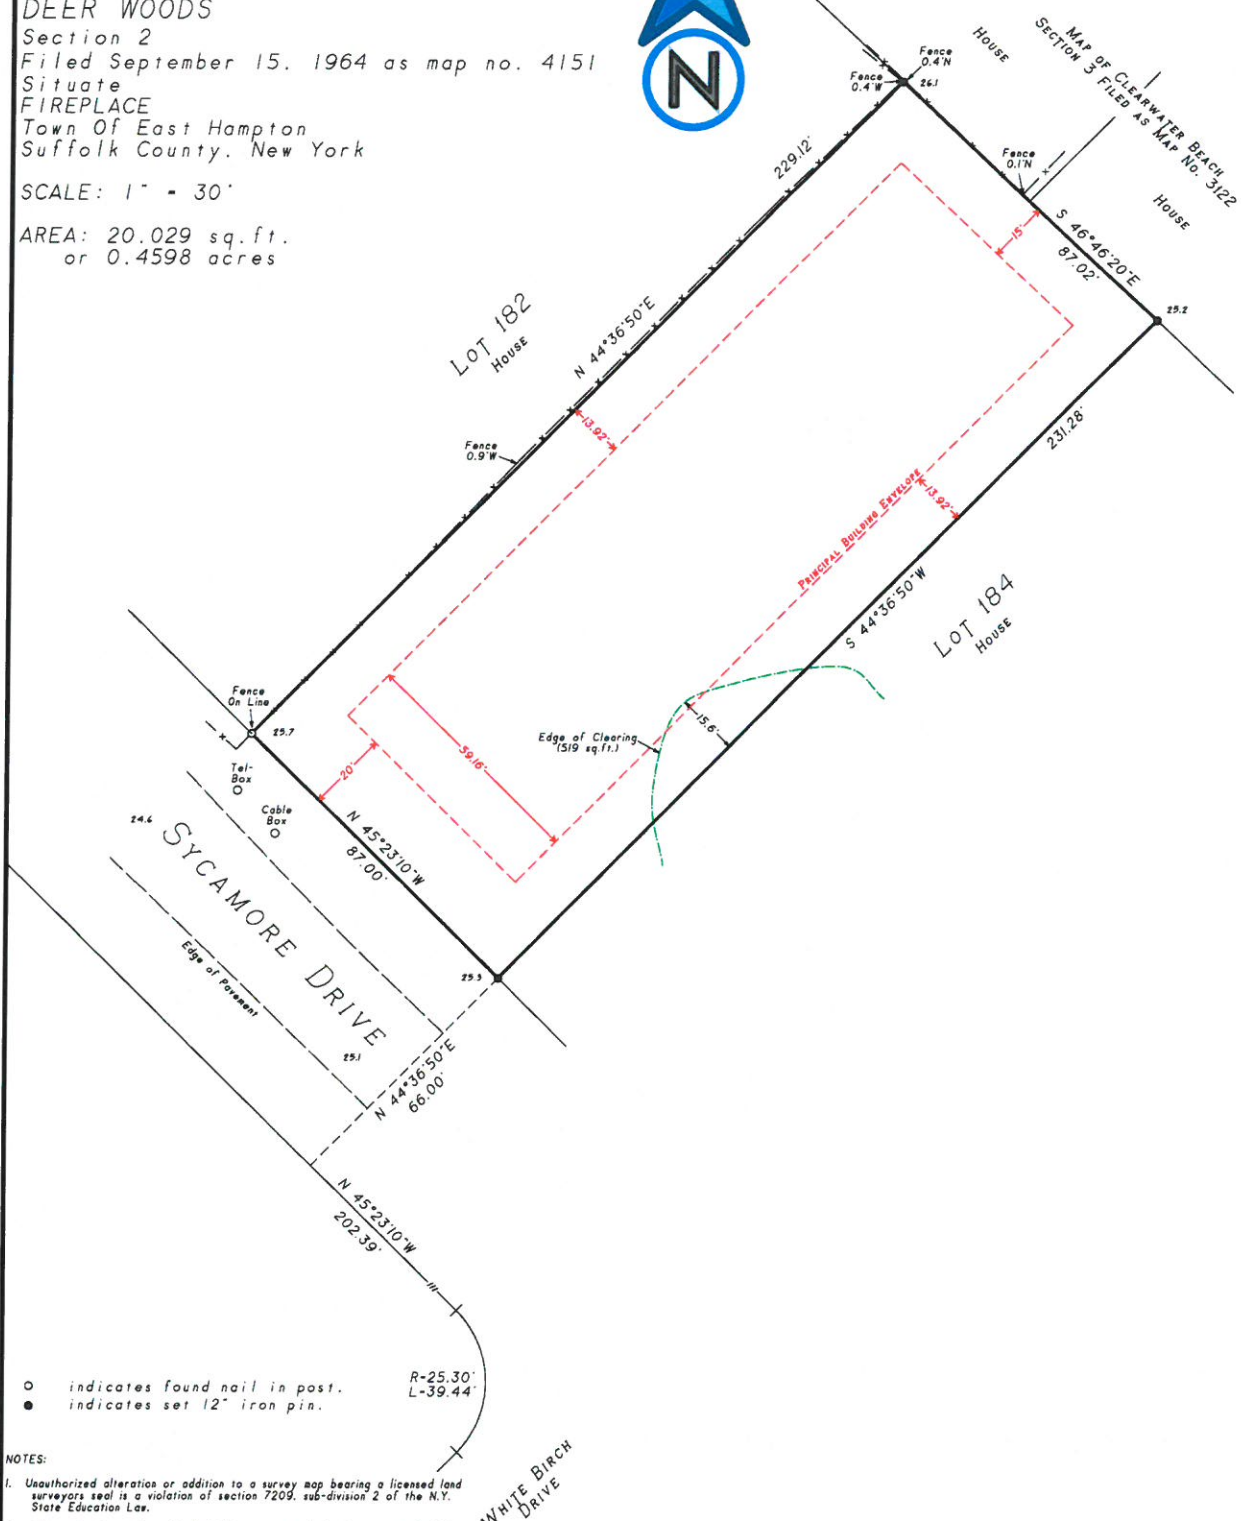 DEER WOODS
Section 2
Filed September 15. 1964 as map no. 4151
Situate
FIREPLACE
Town Of East Hampton
Suffolk County. New York
SCALE: 1" - 30'
AREA: 20.029 sq.ft.
or 0.4598 acres
N
HOUSE
MAP OF CLEARWATER BEACH
SECTION 3 FILED AS MAP NO. 3122
HOUSE
Fence
0.4'N
Fence
0.4'W
26.1
Fence
0.1'N
229.12'
15'
S 46°46'20"E
87.02'
25.2
LOT 182
HOUSE
N 44°36'50"E
13.92'
Fence
0.9'W
231.28'
PRINCIPAL BUILDING ENVELOPE
13.92'
S 44°36'50"W
LOT 184
HOUSE
Fence
On Line
25.7
Edge of Clearing
(519 sq.ft.)
15.6'
59.16'
20'
Tel-
Box
Cable
Box
24.6
N 45°23'10"W
87.00'
SYCAMORE DRIVE
Edge of Pavement
25.3
25.1
N 44°36'50"E
66.00'
N 45°23'10"W
202.39'
R-25.30'
L-39.44'
indicates found nail in post.
indicates set 12" iron pin.
WHITE BIRCH
DRIVE
NOTES:
1. Unauthorized alteration or addition to a survey map bearing a licensed land
surveyors seal is a violation of section 7209. sub-division 2 of the N.Y.
State Education Law.